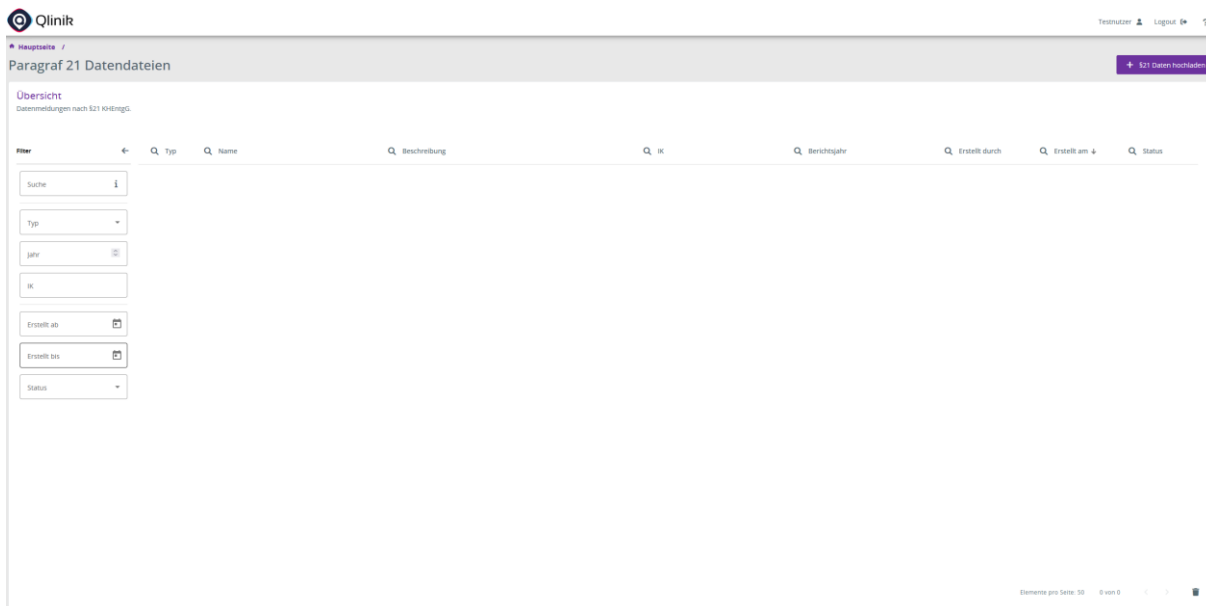 Qlinik
Testnutzer Logout ?
Hauptseite /
Paragraf 21 Datendateien
+ §21 Daten hochladen
Übersicht
Datenmeldungen nach §21 KHEntgG.
Filter Typ Name Beschreibung IK Berichtsjahr Erstellt durch Erstellt am Status
Suche
Typ
Jahr
IK
Erstellt ab
Erstellt bis
Status
Elemente pro Seite: 50 0 von 0